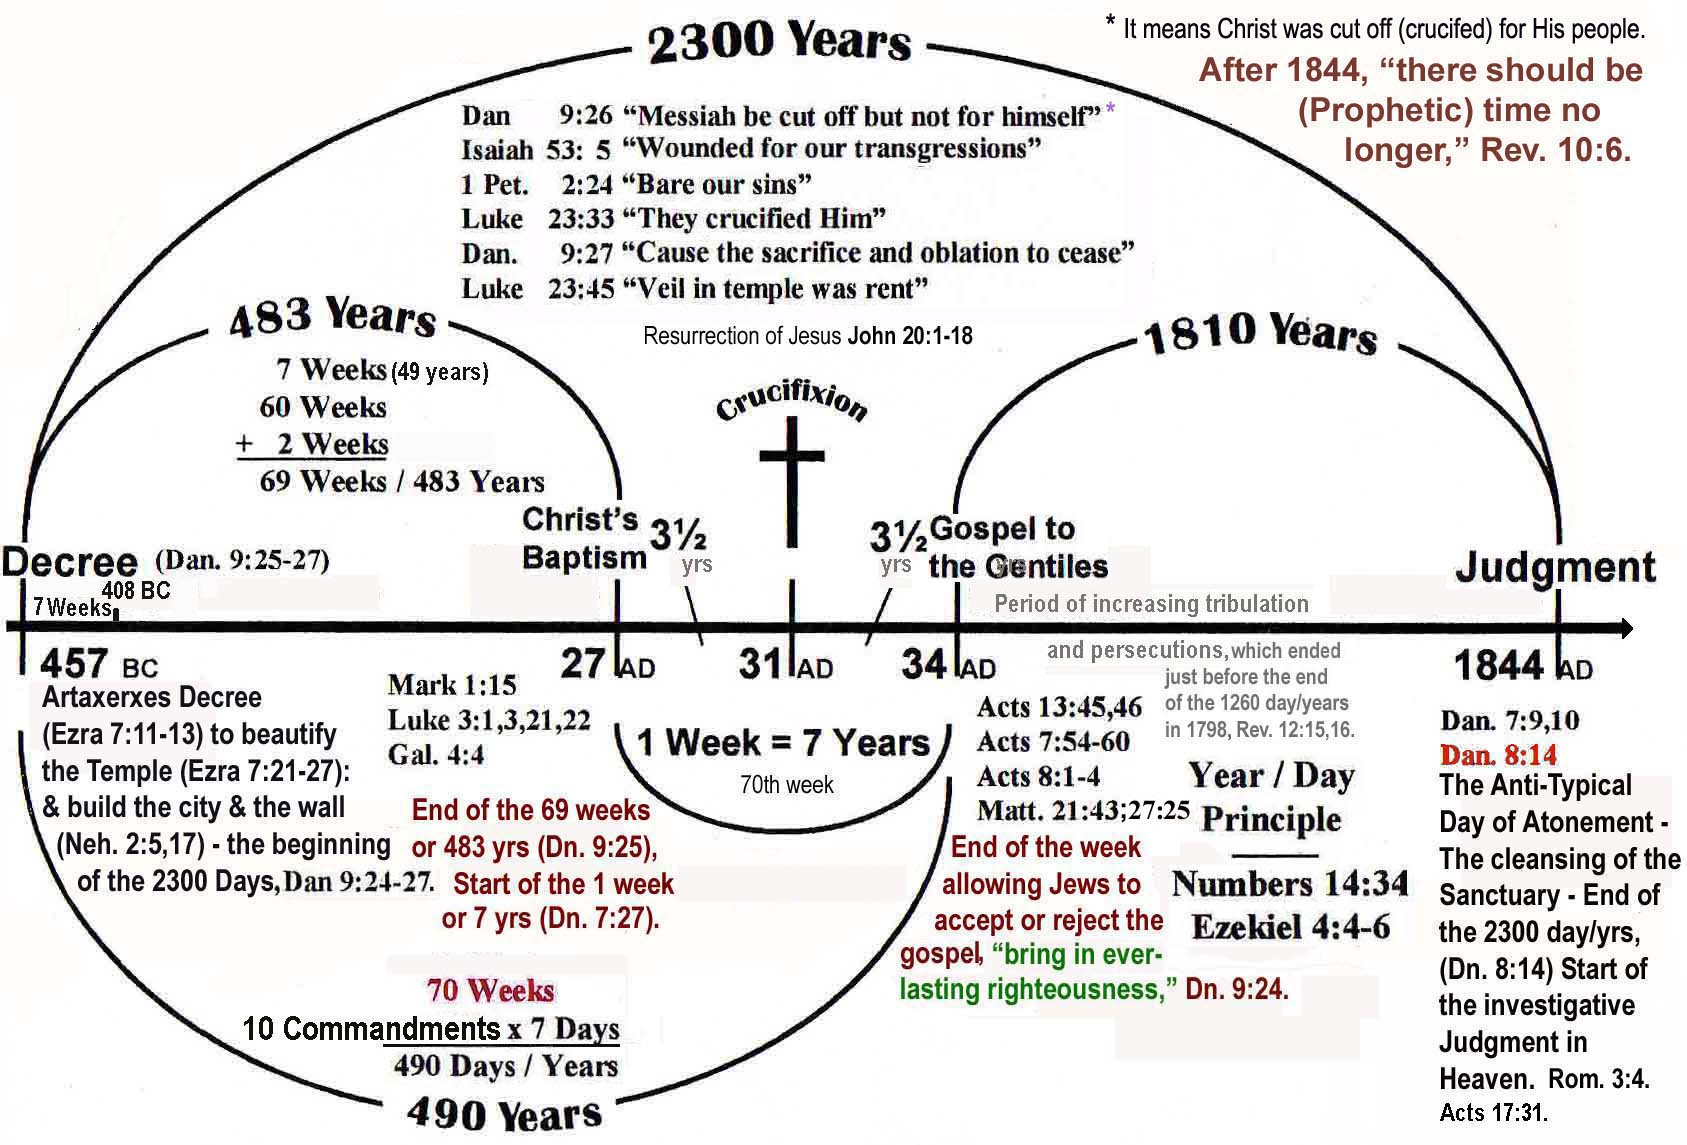 2300 Years
* It means Christ was cut off (crucifed) for His people.
After 1844, “there should be
(Prophetic) time no
longer,” Rev. 10:6.
Dan 9:26 “Messiah be cut off but not for himself” *
Isaiah 53: 5 “Wounded for our transgressions”
1 Pet. 2:24 “Bare our sins”
Luke 23:33 “They crucified Him”
Dan. 9:27 “Cause the sacrifice and oblation to cease”
Luke 23:45 “Veil in temple was rent”
Resurrection of Jesus John 20:1-18
483 Years
7 Weeks (49 years)
60 Weeks
+ 2 Weeks
69 Weeks / 483 Years
1810 Years
Crucifixion
Decree (Dan. 9:25-27)
408 BC
7 Weeks
Christ’s
Baptism
3½
yrs
3½
yrs
Gospel to
the Gentiles
yrs
Judgment
Period of increasing tribulation
and persecutions, which ended
just before the end
of the 1260 day/years
in 1798, Rev. 12:15,16.
457 BC
27 AD
31 AD
34 AD
1844 AD
Artaxerxes Decree
(Ezra 7:11-13) to beautify
the Temple (Ezra 7:21-27):
& build the city & the wall
(Neh. 2:5,17) - the beginning
of the 2300 Days, Dan 9:24-27.
Mark 1:15
Luke 3:1,3,21,22
Gal. 4:4
End of the 69 weeks
or 483 yrs (Dn. 9:25),
Start of the 1 week
or 7 yrs (Dn. 7:27).
1 Week = 7 Years
70th week
Acts 13:45,46
Acts 7:54-60
Acts 8:1-4
Matt. 21:43;27:25
End of the week
allowing Jews to
accept or reject the
gospel, “bring in ever-
lasting righteousness,” Dn. 9:24.
Year / Day
Principle
Numbers 14:34
Ezekiel 4:4-6
Dan. 7:9,10
Dan. 8:14
The Anti-Typical
Day of Atonement -
The cleansing of the
Sanctuary - End of
the 2300 day/yrs,
(Dn. 8:14) Start of
the investigative
Judgment in
Heaven. Rom. 3:4.
Acts 17:31.
70 Weeks
10 Commandments x 7 Days
490 Days / Years
490 Years